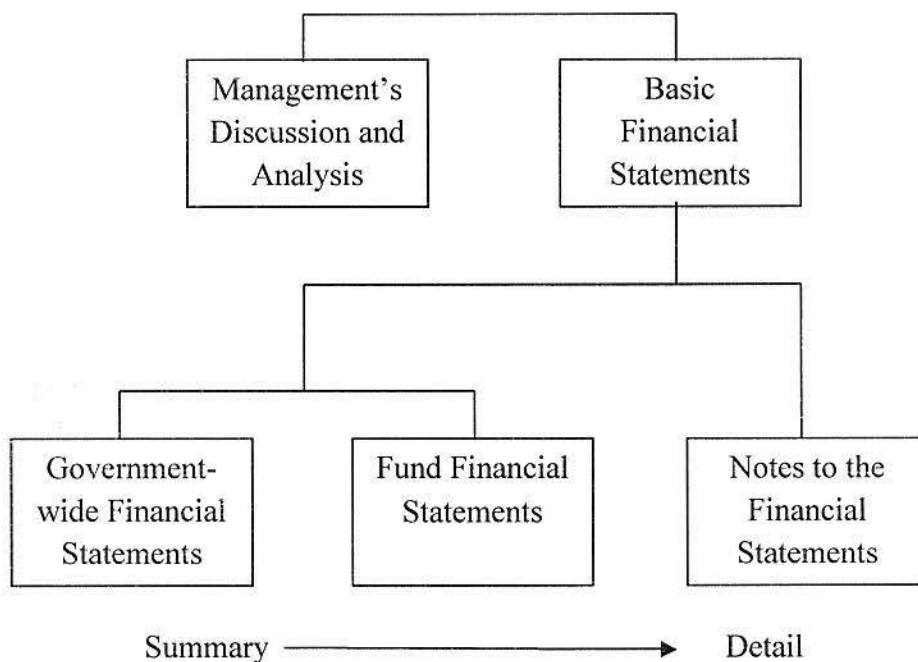 Management’s
Discussion and
Analysis
Basic
Financial
Statements
Government-
wide Financial
Statements
Fund Financial
Statements
Notes to the
Financial
Statements
Summary
Detail